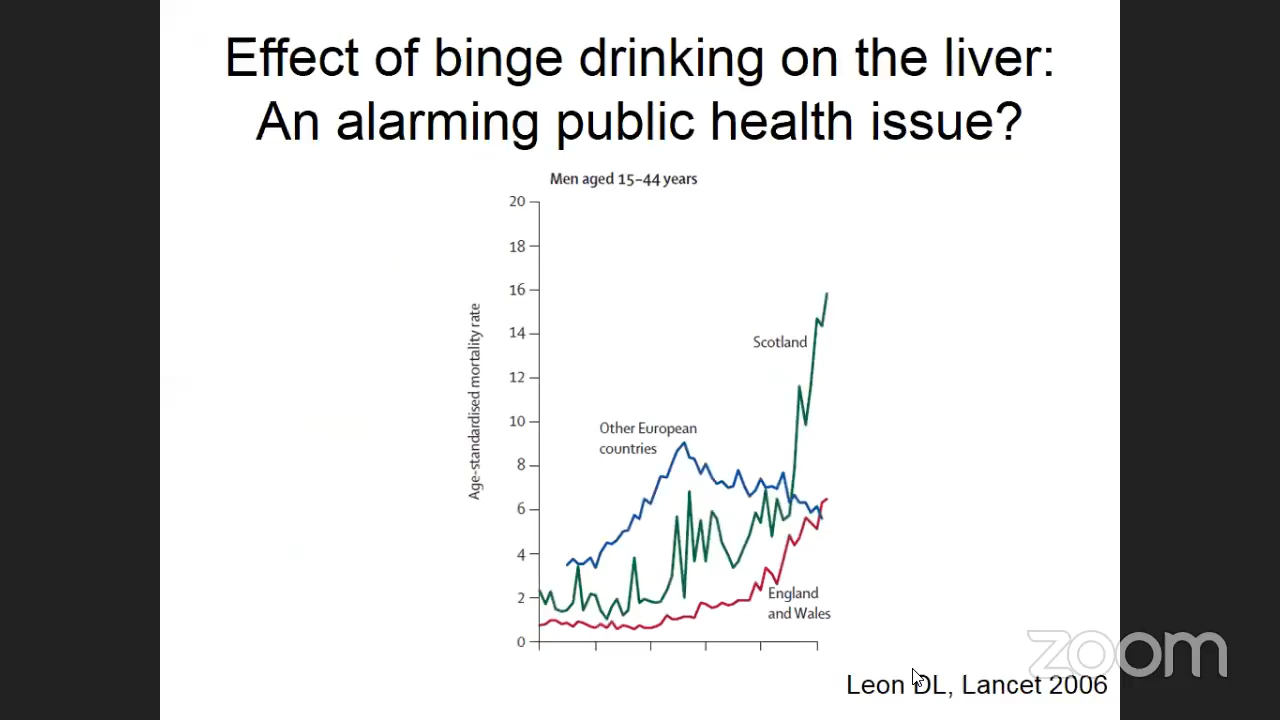 Effect of binge drinking on the liver:
An alarming public health issue?
Men aged 15–44 years
20
18
16
14
12
10
8
6
4
2
0
Age-standardised mortality rate
Scotland
Other European
countries
England
and Wales
zoom
Leon DL, Lancet 2006